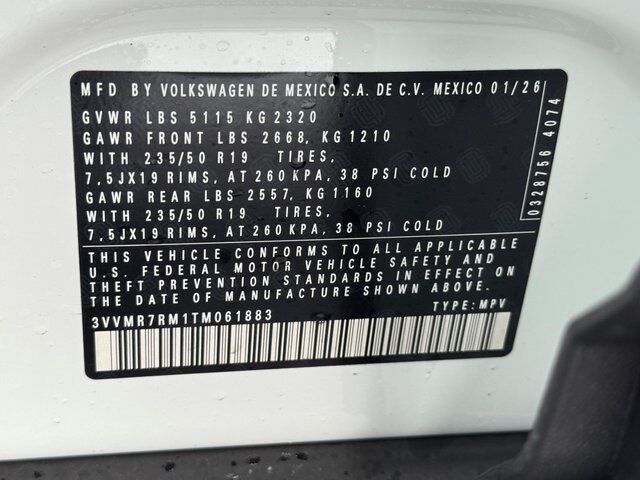 MFD BY VOLKSWAGEN DE MEXICO S.A. DE C.V. MEXICO 01/26
GVWR LBS 5115 KG 2320
GAWR FRONT LBS 2668, KG 1210
WITH 235/50 R19 TIRES,
7,5JX19 RIMS, AT 260 KPA, 38 PSI COLD
GAWR REAR LBS 2557, KG 1160
WITH 235/50 R19 TIRES,
7,5JX19 RIMS, AT 260 KPA, 38 PSI COLD
THIS VEHICLE CONFORMS TO ALL APPLICABLE
U.S. FEDERAL MOTOR VEHICLE SAFETY AND
THEFT PREVENTION STANDARDS IN EFFECT ON
THE DATE OF MANUFACTURE SHOWN ABOVE.
3VVMR7RM1TM061883 TYPE: MPV
0328756 4074